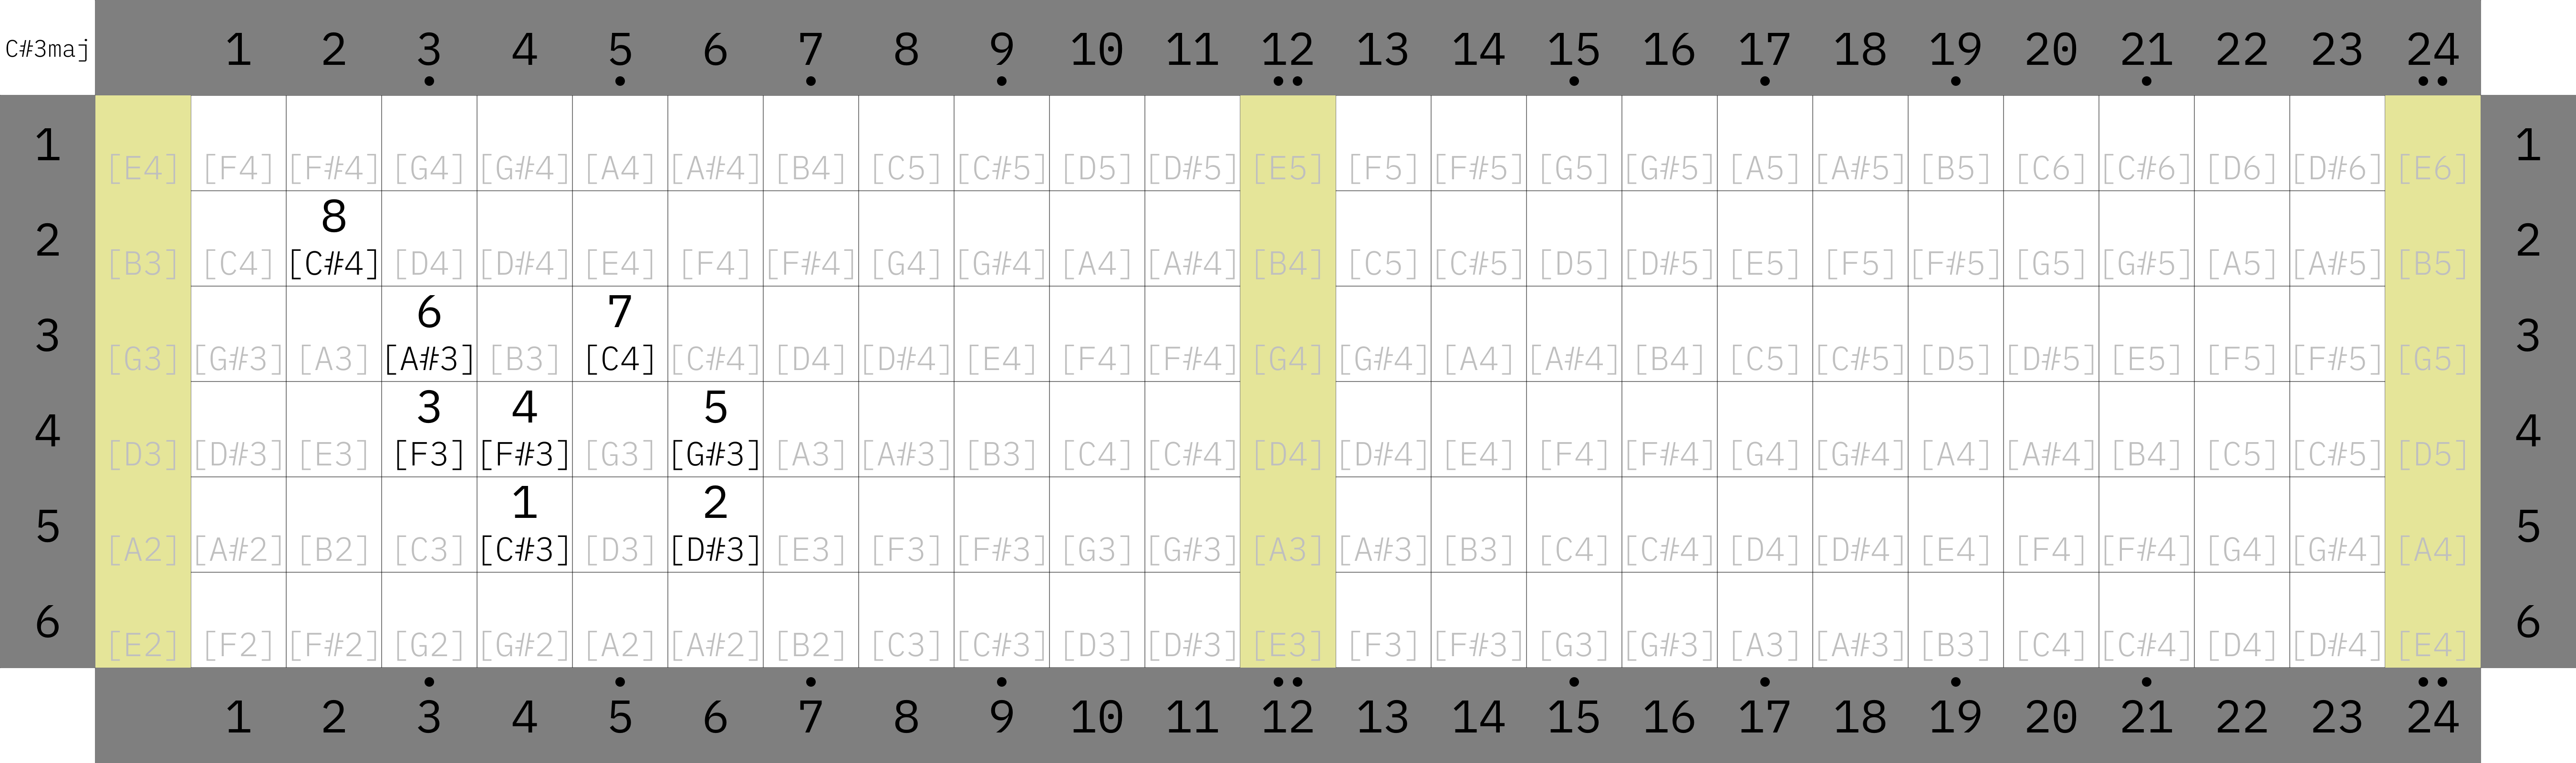 C#3maj 1 2 3 4 5 6 7 8 9 10 11 12 13 14 15 16 17 18 19 20 21 22 23 24
1 1
[E4] [F4] [F#4] [G4] [G#4] [A4] [A#4] [B4] [C5] [C#5] [D5] [D#5] [E5] [F5] [F#5] [G5] [G#5] [A5] [A#5] [B5] [C6] [C#6] [D6] [D#6] [E6]
8
2 2
[B3] [C4] [C#4] [D4] [D#4] [E4] [F4] [F#4] [G4] [G#4] [A4] [A#4] [B4] [C5] [C#5] [D5] [D#5] [E5] [F5] [F#5] [G5] [G#5] [A5] [A#5] [B5]
6 7
3 3
[G3] [G#3] [A3] [A#3] [B3] [C4] [C#4] [D4] [D#4] [E4] [F4] [F#4] [G4] [G#4] [A4] [A#4] [B4] [C5] [C#5] [D5] [D#5] [E5] [F5] [F#5] [G5]
3 4 5
4 4
[D3] [D#3] [E3] [F3] [F#3] [G3] [G#3] [A3] [A#3] [B3] [C4] [C#4] [D4] [D#4] [E4] [F4] [F#4] [G4] [G#4] [A4] [A#4] [B4] [C5] [C#5] [D5]
1 2
5 5
[A2] [A#2] [B2] [C3] [C#3] [D3] [D#3] [E3] [F3] [F#3] [G3] [G#3] [A3] [A#3] [B3] [C4] [C#4] [D4] [D#4] [E4] [F4] [F#4] [G4] [G#4] [A4]
6 6
[E2] [F2] [F#2] [G2] [G#2] [A2] [A#2] [B2] [C3] [C#3] [D3] [D#3] [E3] [F3] [F#3] [G3] [G#3] [A3] [A#3] [B3] [C4] [C#4] [D4] [D#4] [E4]
1 2 3 4 5 6 7 8 9 10 11 12 13 14 15 16 17 18 19 20 21 22 23 24